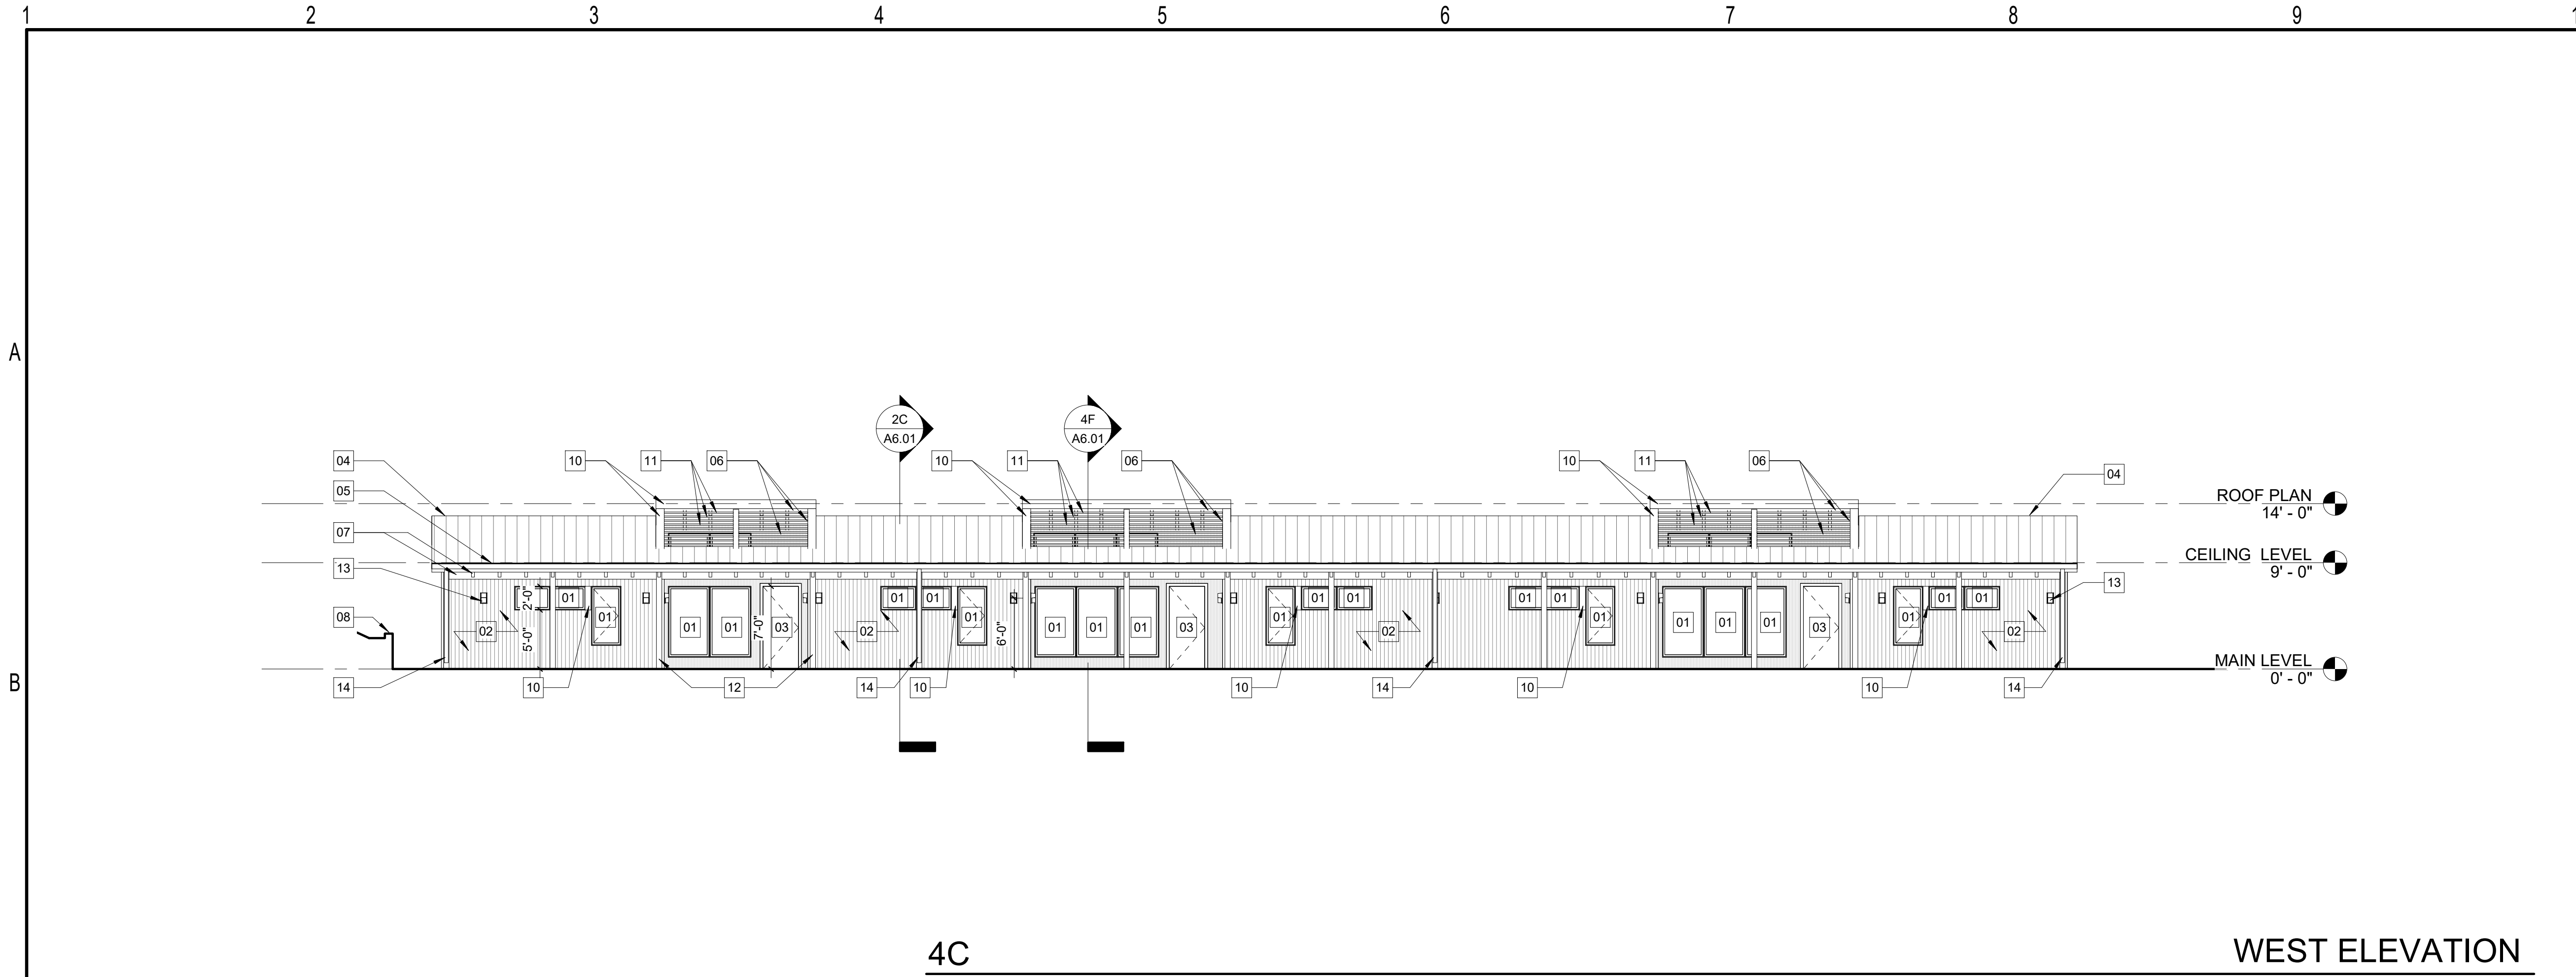 1 2 3 4 5 6 7 8 9
A
B
2C
A6.01
4F
A6.01
10 11 06 10 11 06 10 11 06
04
04
05
ROOF PLAN
14' - 0"
07
CEILING LEVEL
9' - 0"
13
13
01 01 01 01 01 01 01 01 01 01
2'-0"
08
01 01 01 01 01 01
02 02 02 02
01 01 03 01 01 01 03 01 01 01 03
5'-0"
7'-0"
6'-0"
MAIN LEVEL
0' - 0"
14 10 12 14 10 10 14 10 10 14
4C
WEST ELEVATION